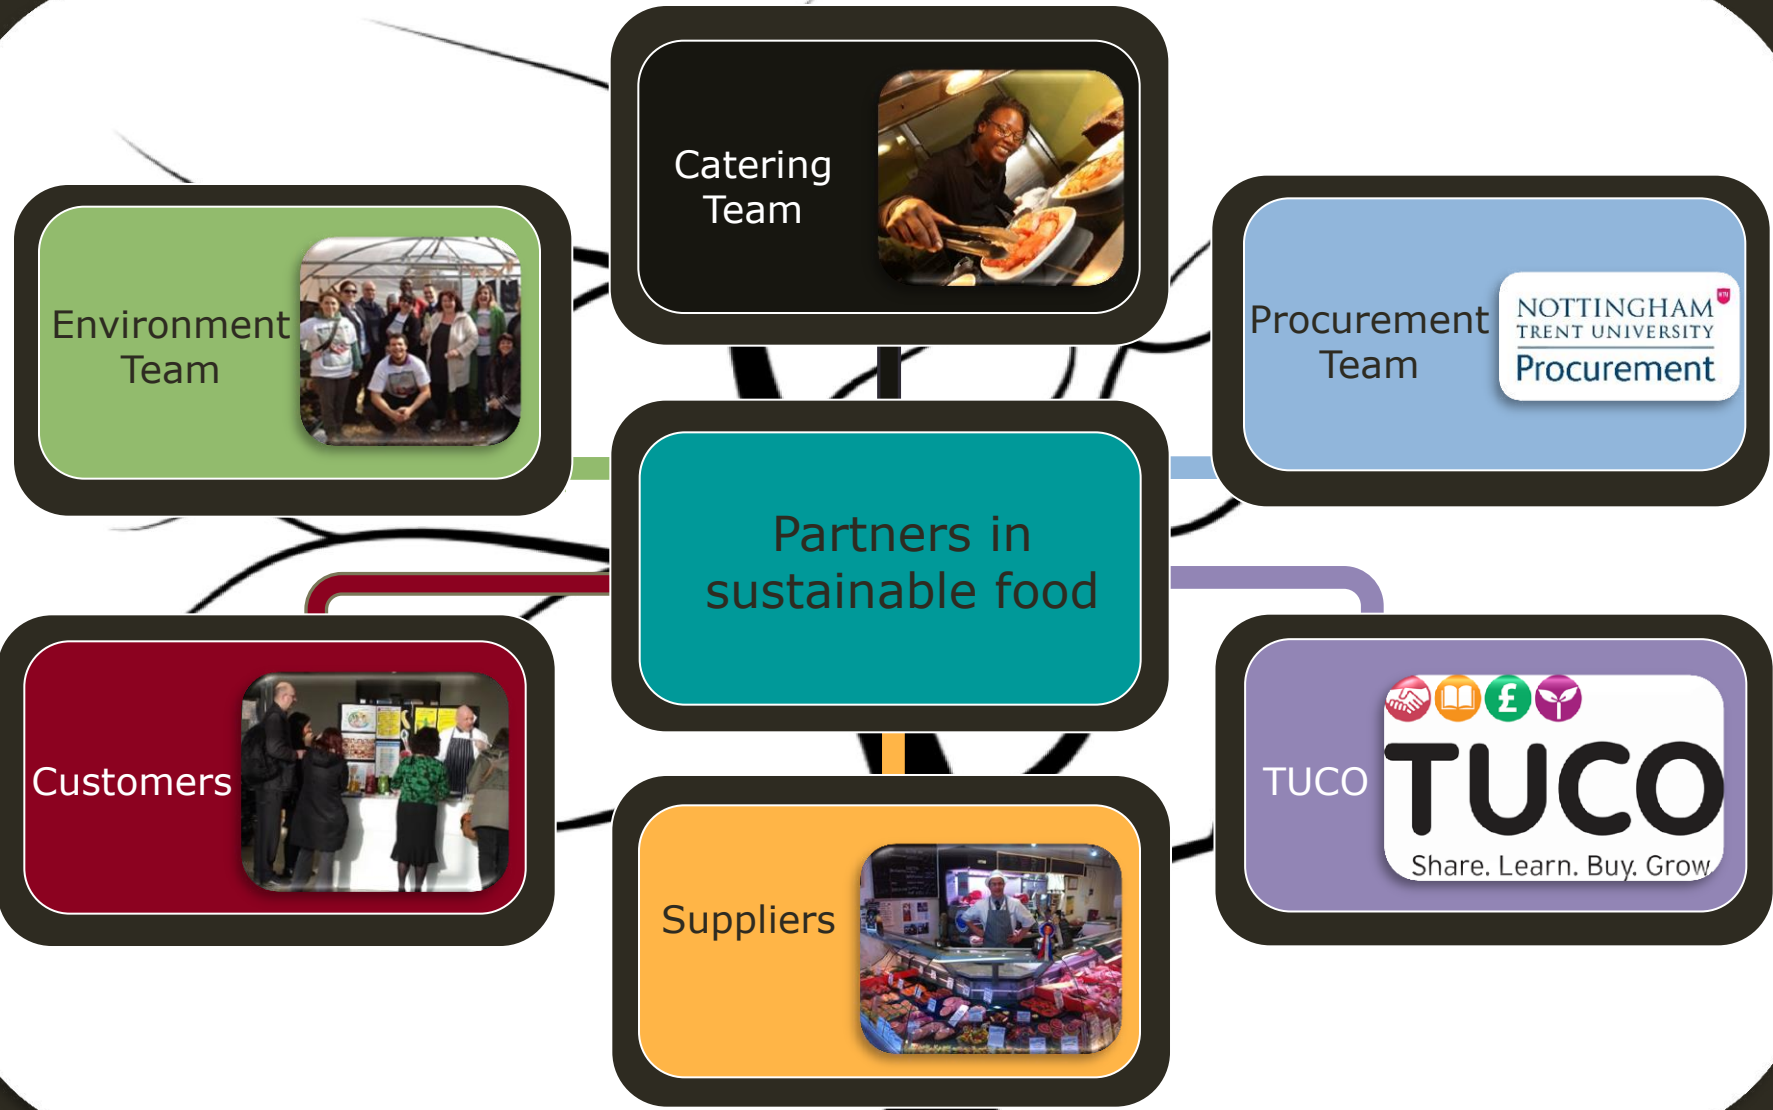 Catering
Team
Environment
Team
Procurement
Team
NOTTINGHAM
NTU
TRENT UNIVERSITY
Procurement
Partners in
sustainable food
Customers
TUCO
£
TUCO
Share. Learn. Buy. Grow.
Suppliers